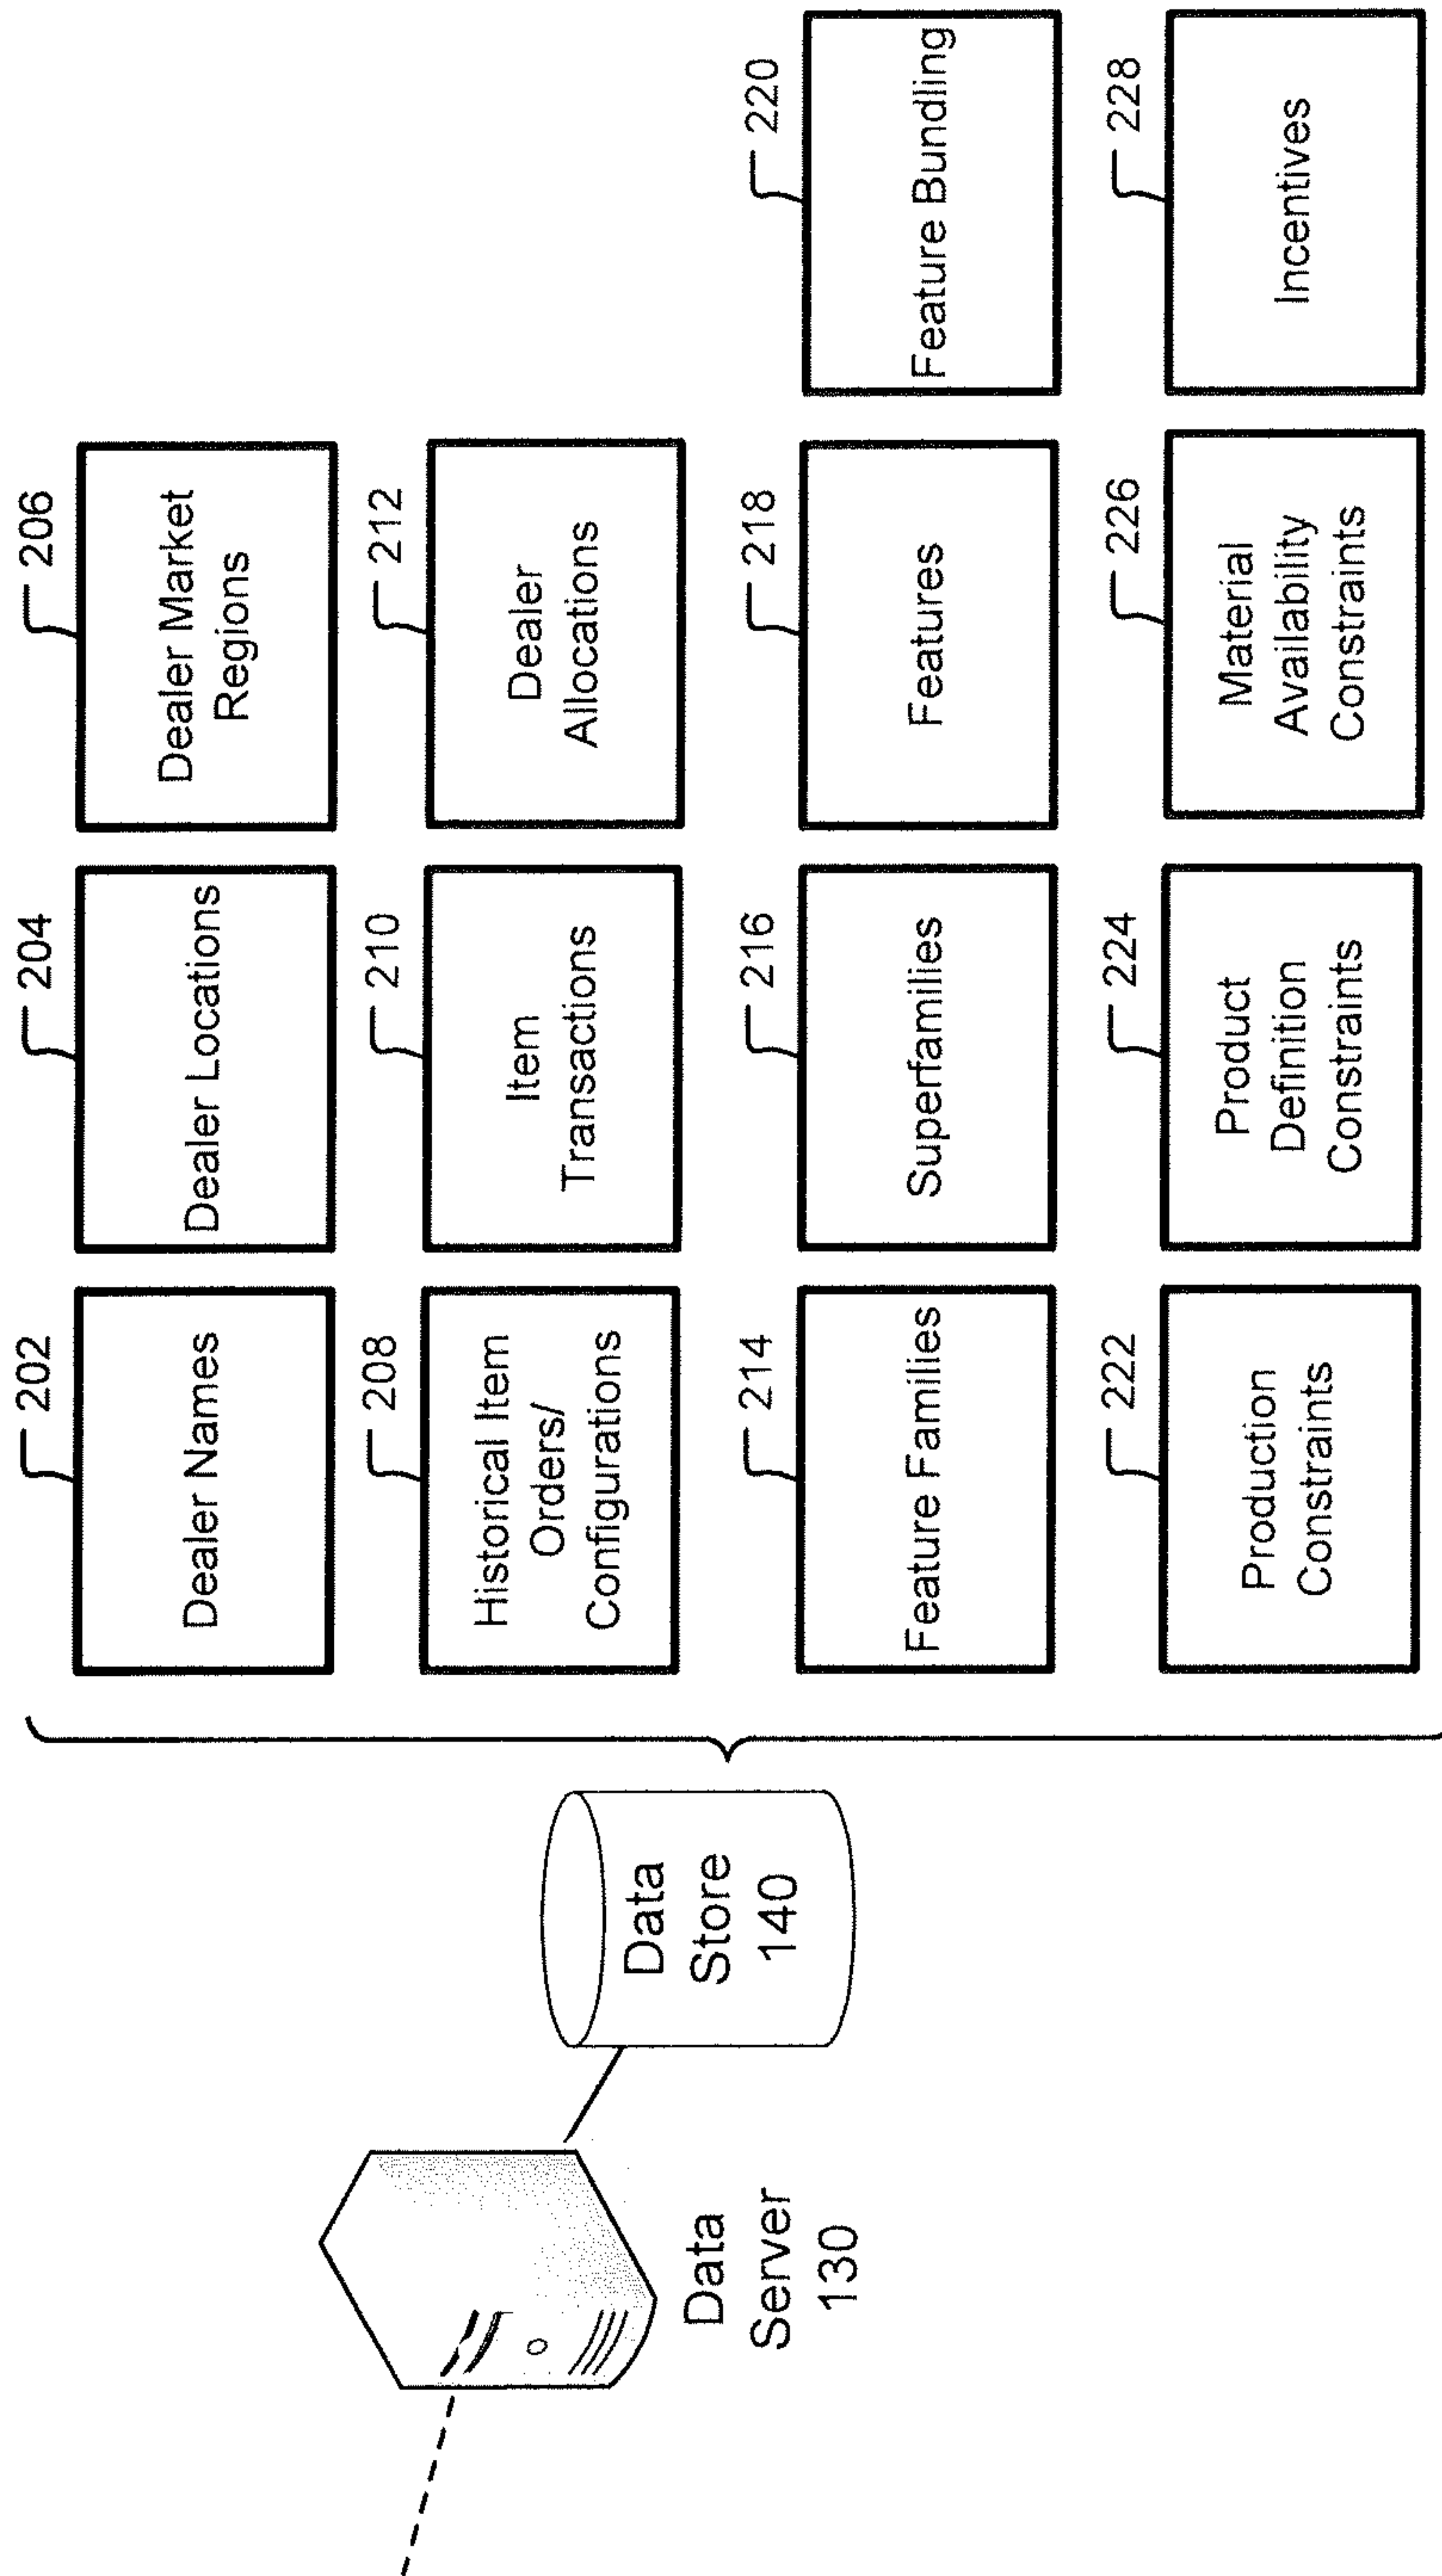 202
Dealer Names
204
Dealer Locations
206
Dealer Market
Regions
208
Historical Item
Orders/
Configurations
210
Item
Transactions
212
Dealer
Allocations
Data
Server
130
Data
Store
140
214
Feature Families
216
Superfamilies
218
Features
220
Feature Bundling
222
Production
Constraints
224
Product
Definition
Constraints
226
Material
Availability
Constraints
228
Incentives